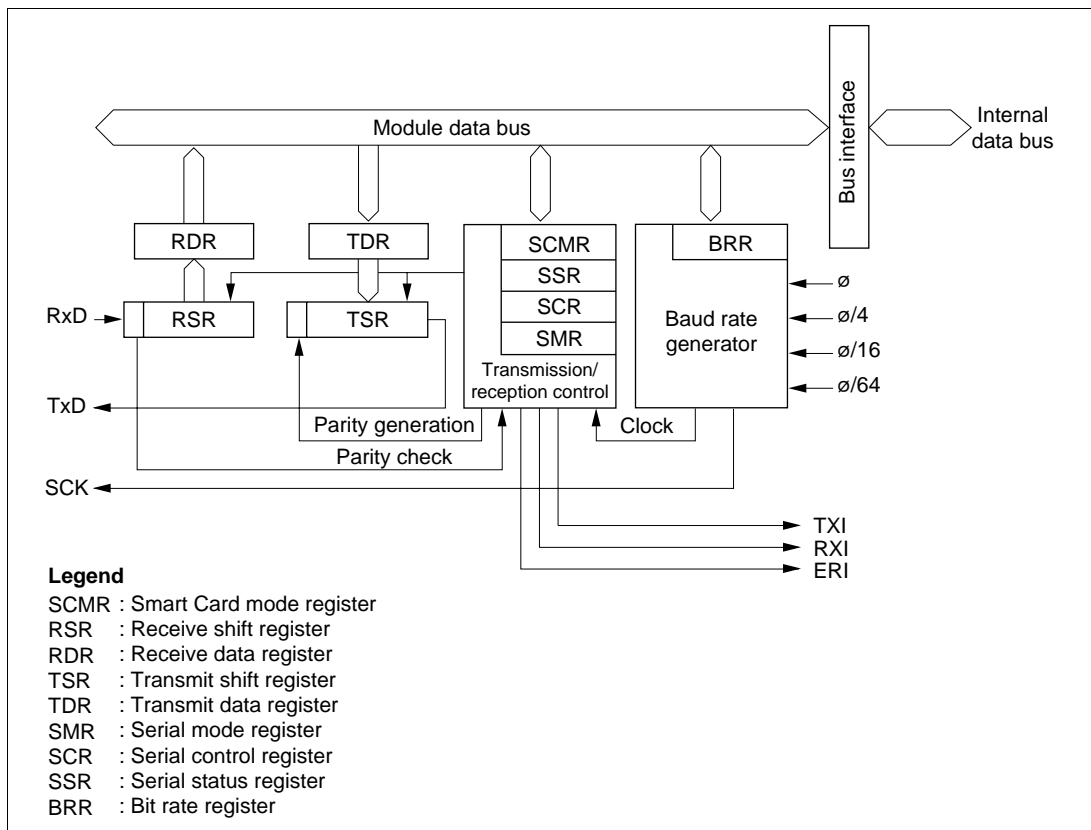 Bus interface
Internal
data bus
Module data bus
RDR
TDR
SCMR
BRR
SSR
SCR
SMR
RxD
RSR
TSR
Baud rate
generator
ø
ø/4
ø/16
ø/64
Transmission/
reception control
TxD
Parity generation
Clock
Parity check
SCK
TXI
RXI
ERI
Legend
SCMR : Smart Card mode register
RSR : Receive shift register
RDR : Receive data register
TSR : Transmit shift register
TDR : Transmit data register
SMR : Serial mode register
SCR : Serial control register
SSR : Serial status register
BRR : Bit rate register